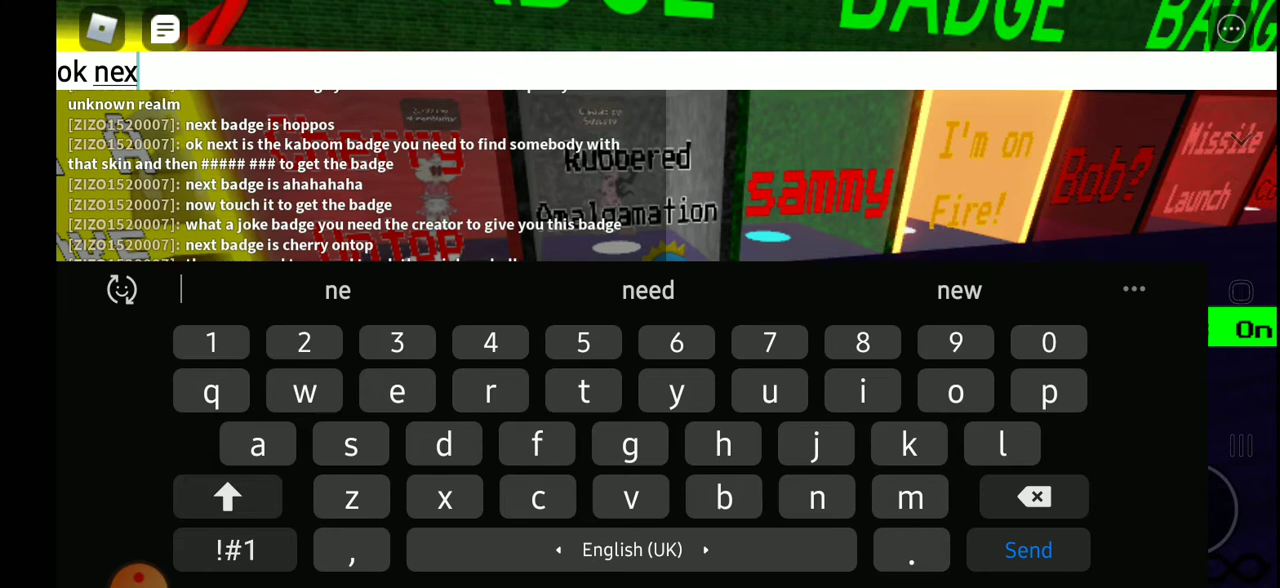 BADGE BADGE
ok nex
unknown realm
[ZIZO1520007]: next badge is hoppos
[ZIZO1520007]: ok next is the kaboom badge you need to find somebody with
that skin and then ##### ### to get the badge
[ZIZO1520007]: next badge is ahahahaha
[ZIZO1520007]: now touch it to get the badge
[ZIZO1520007]: what a joke badge you need the creator to give you this badge
[ZIZO1520007]: next badge is cherry ontop
Cherry
on TOP
Rubbered
Amalgamation
sammy
I'm on
Fire!
Bob?
Missile
Launch
On
ne need new
1 2 3 4 5 6 7 8 9 0
q w e r t y u i o p
a s d f g h j k l
z x c v b n m
!#1 , English (UK) . Send